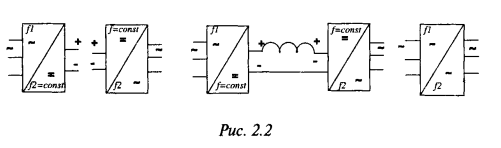 f1
~
~
=
f2=const
+
-
+
-
f=const
=
~
~
f2
f1
~
~
=
f=const
+
-
+
-
f=const
=
~
~
f2
f1
~
~
~
~
f2
Рис. 2.2